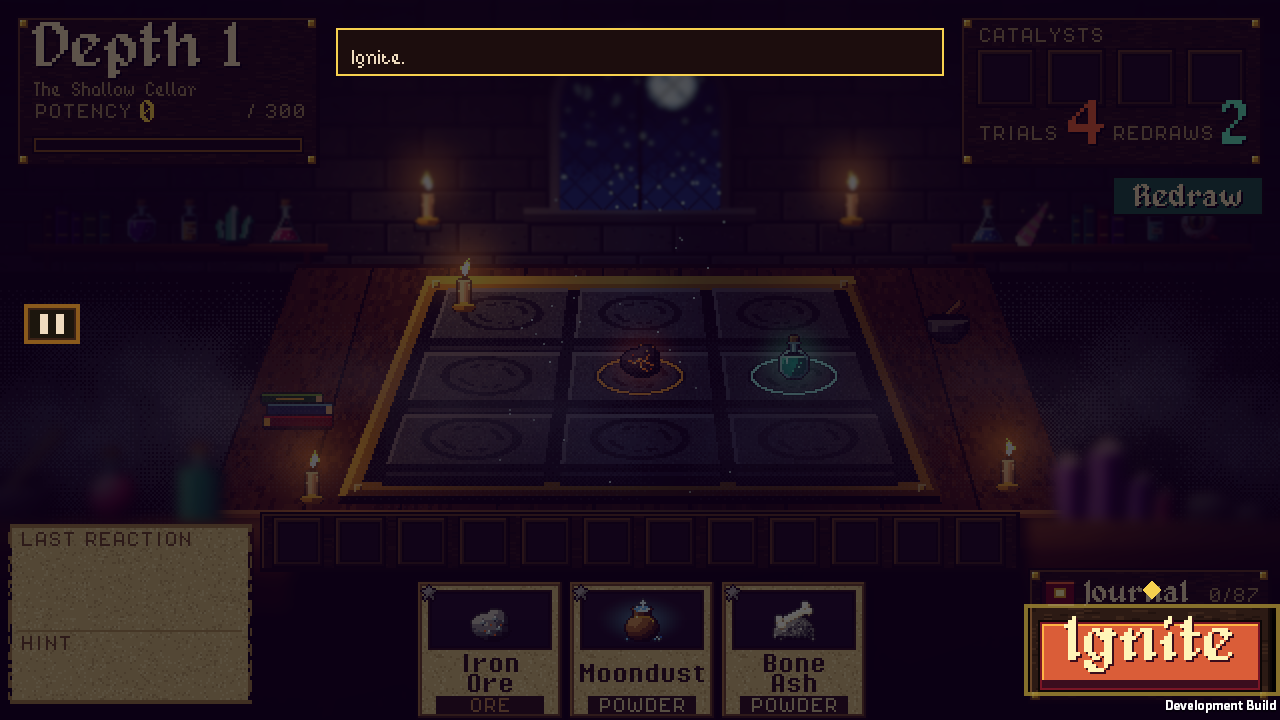 Depth 1
The Shallow Cellar
POTENCY 0 / 300
Ignite.
CATALYSTS
TRIALS 4 REDRAWS 2
Redraw
LAST REACTION
HINT
Iron
Ore
ORE
Moondust
POWDER
Bone
Ash
POWDER
Journal 0/87
Ignite
Development Build